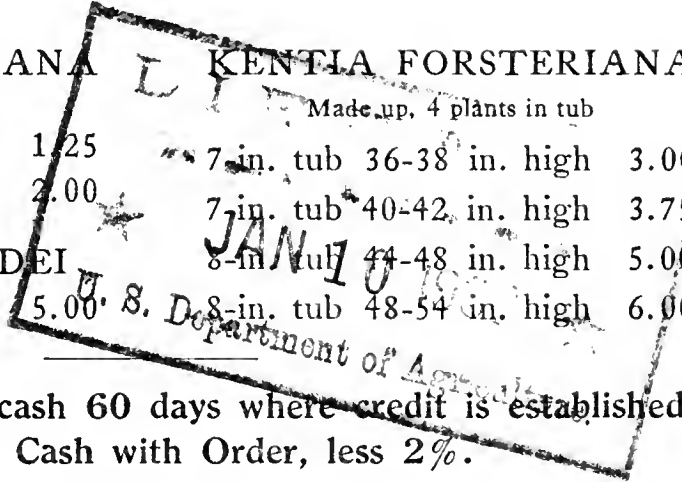 ANA KENTIA FORSTERIANA
Made up, 4 plants in tub
1.25 7-in. tub 36-38 in. high 3.00
2.00 7-in. tub 40-42 in. high 3.75
DEI 8-in. tub 44-48 in. high 5.00
5.00 8-in. tub 48-54 in. high 6.00
JAN 10
U. S. Department of Agriculture
cash 60 days where credit is established
Cash with Order, less 2%.